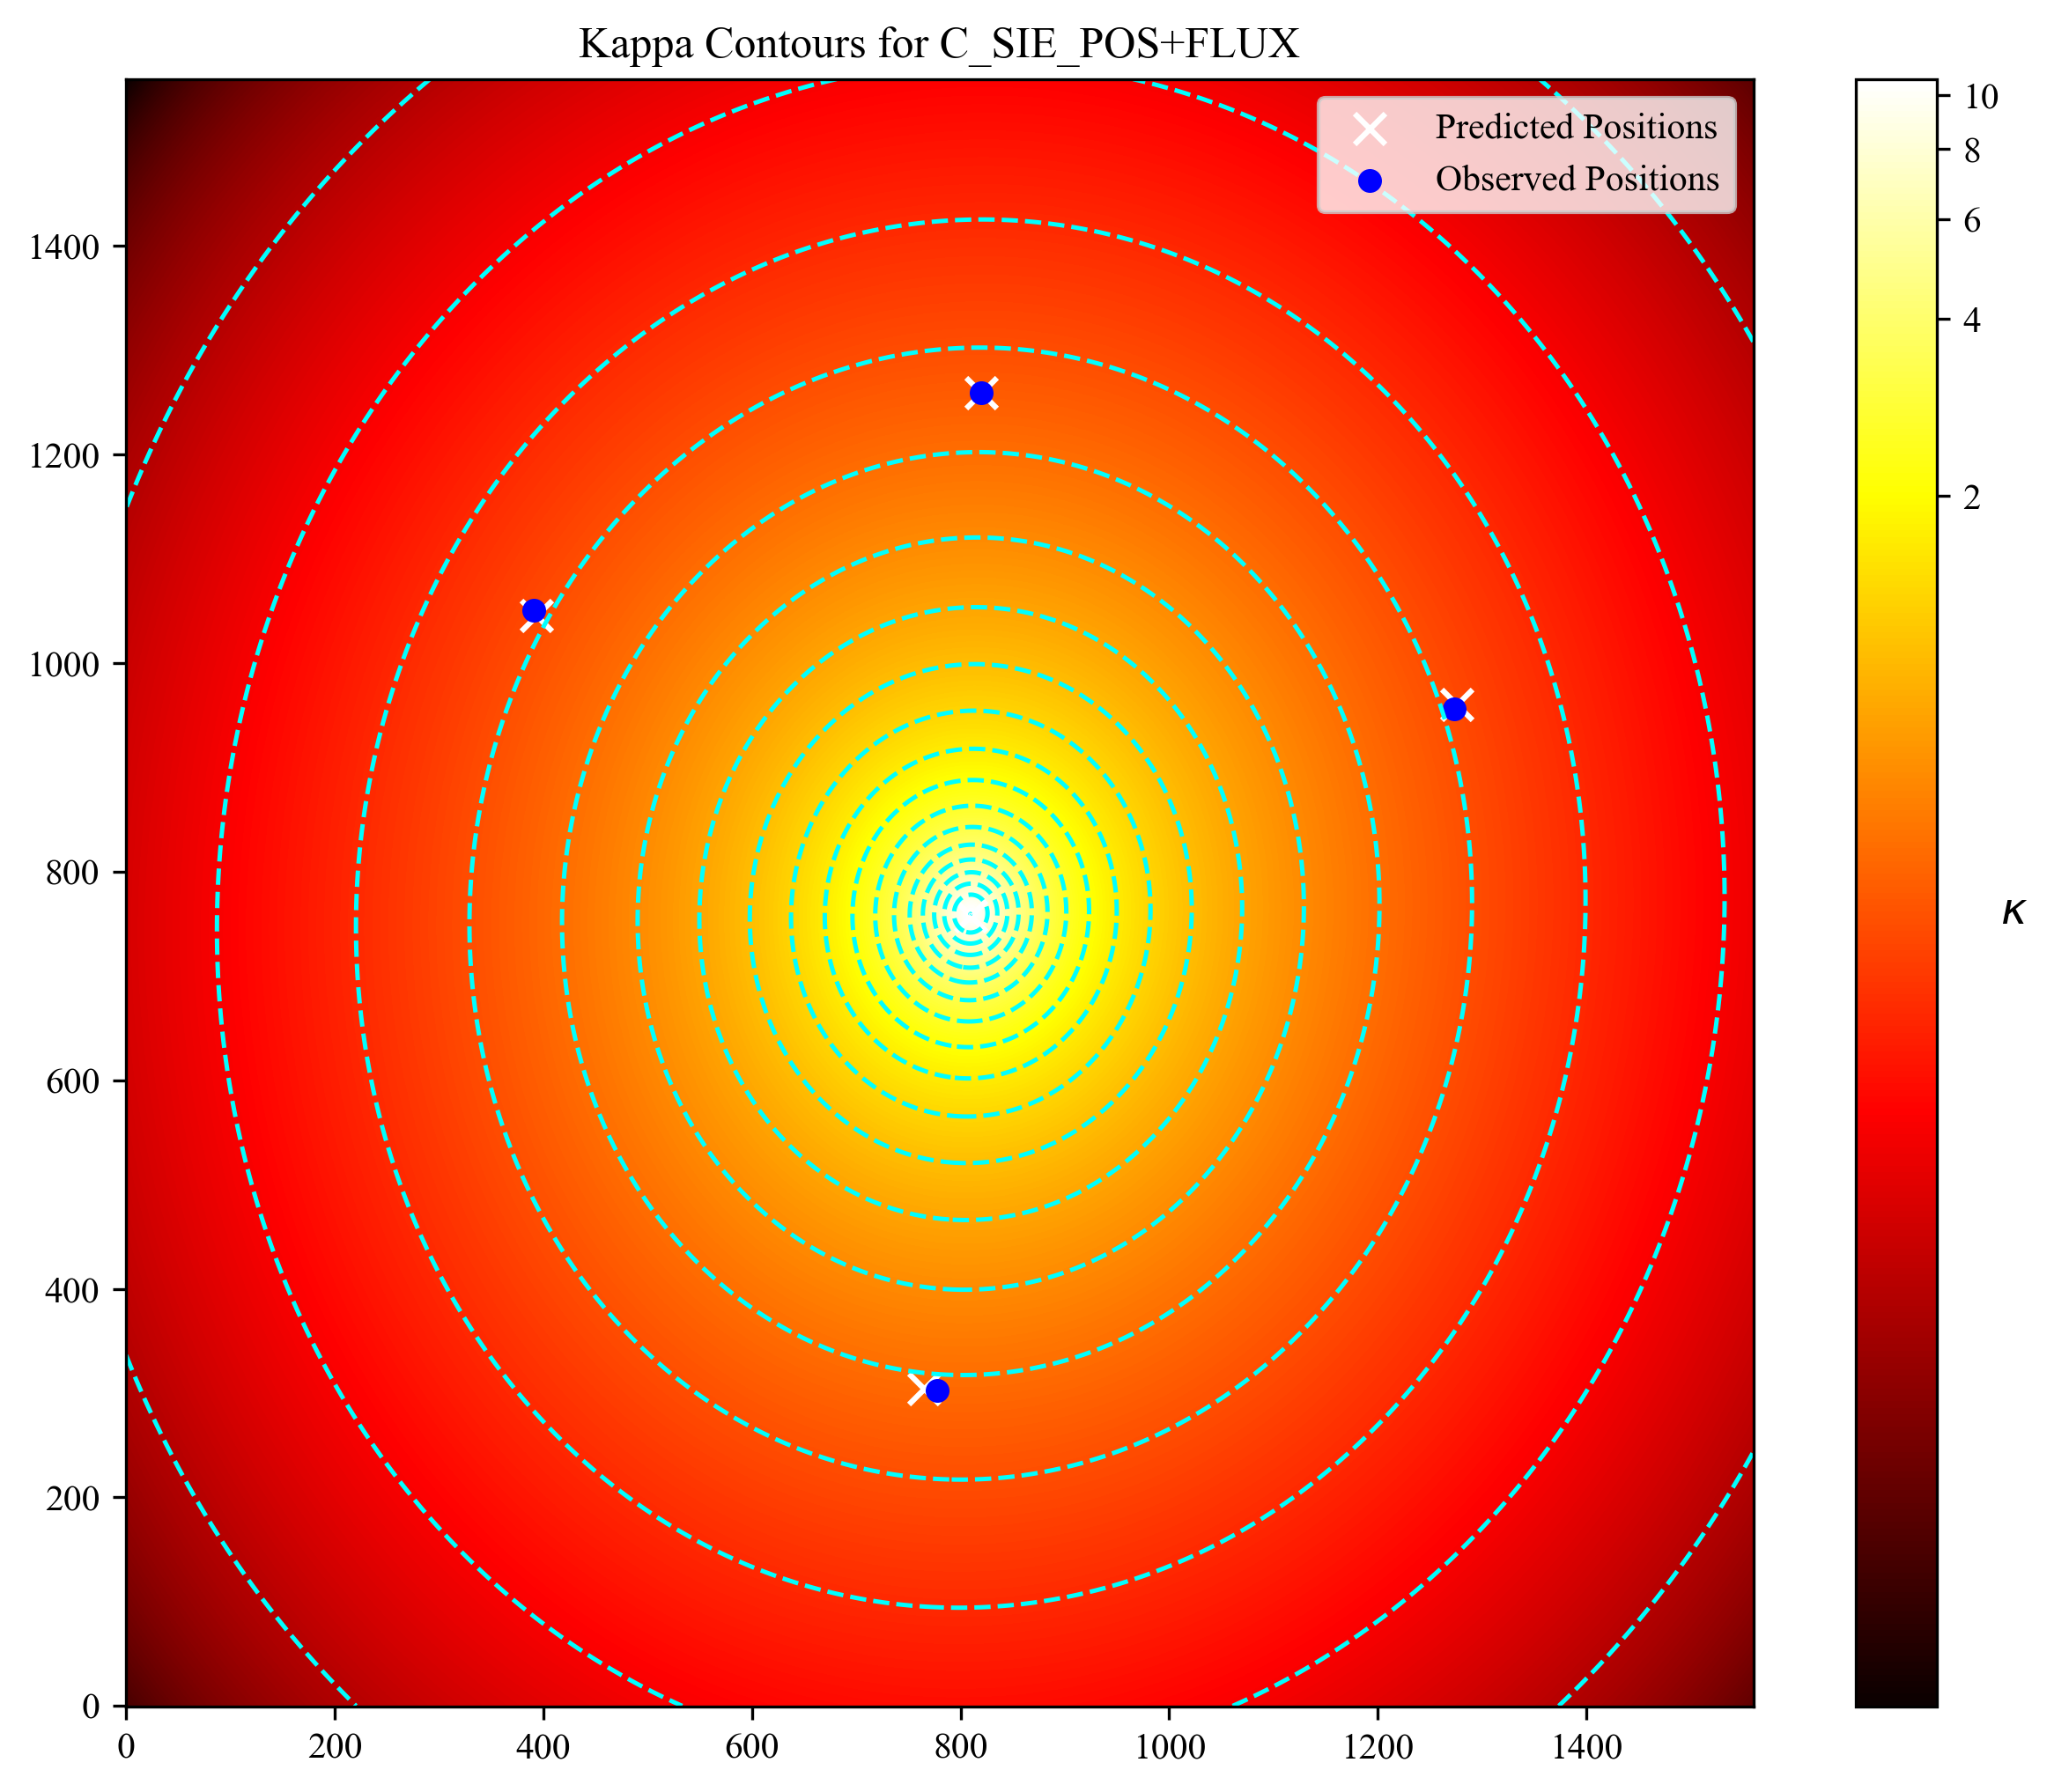 Kappa Contours for C_SIE_POS+FLUX
Predicted Positions
Observed Positions
1400
1200
1000
800
600
400
200
0
0 200 400 600 800 1000 1200 1400
10
8
6
4
2
κ